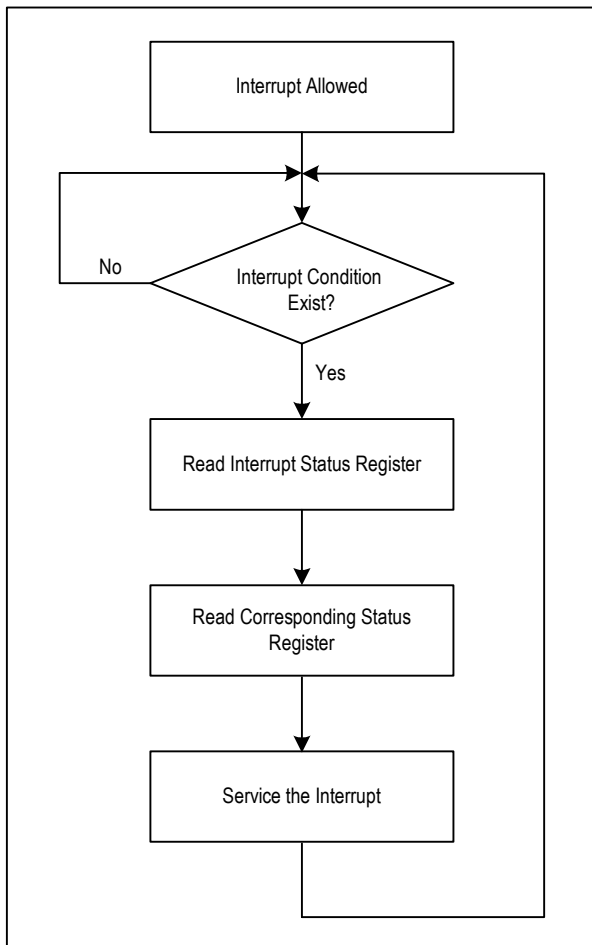 Interrupt Allowed
No
Interrupt Condition
Exist?
Yes
Read Interrupt Status Register
Read Corresponding Status
Register
Service the Interrupt